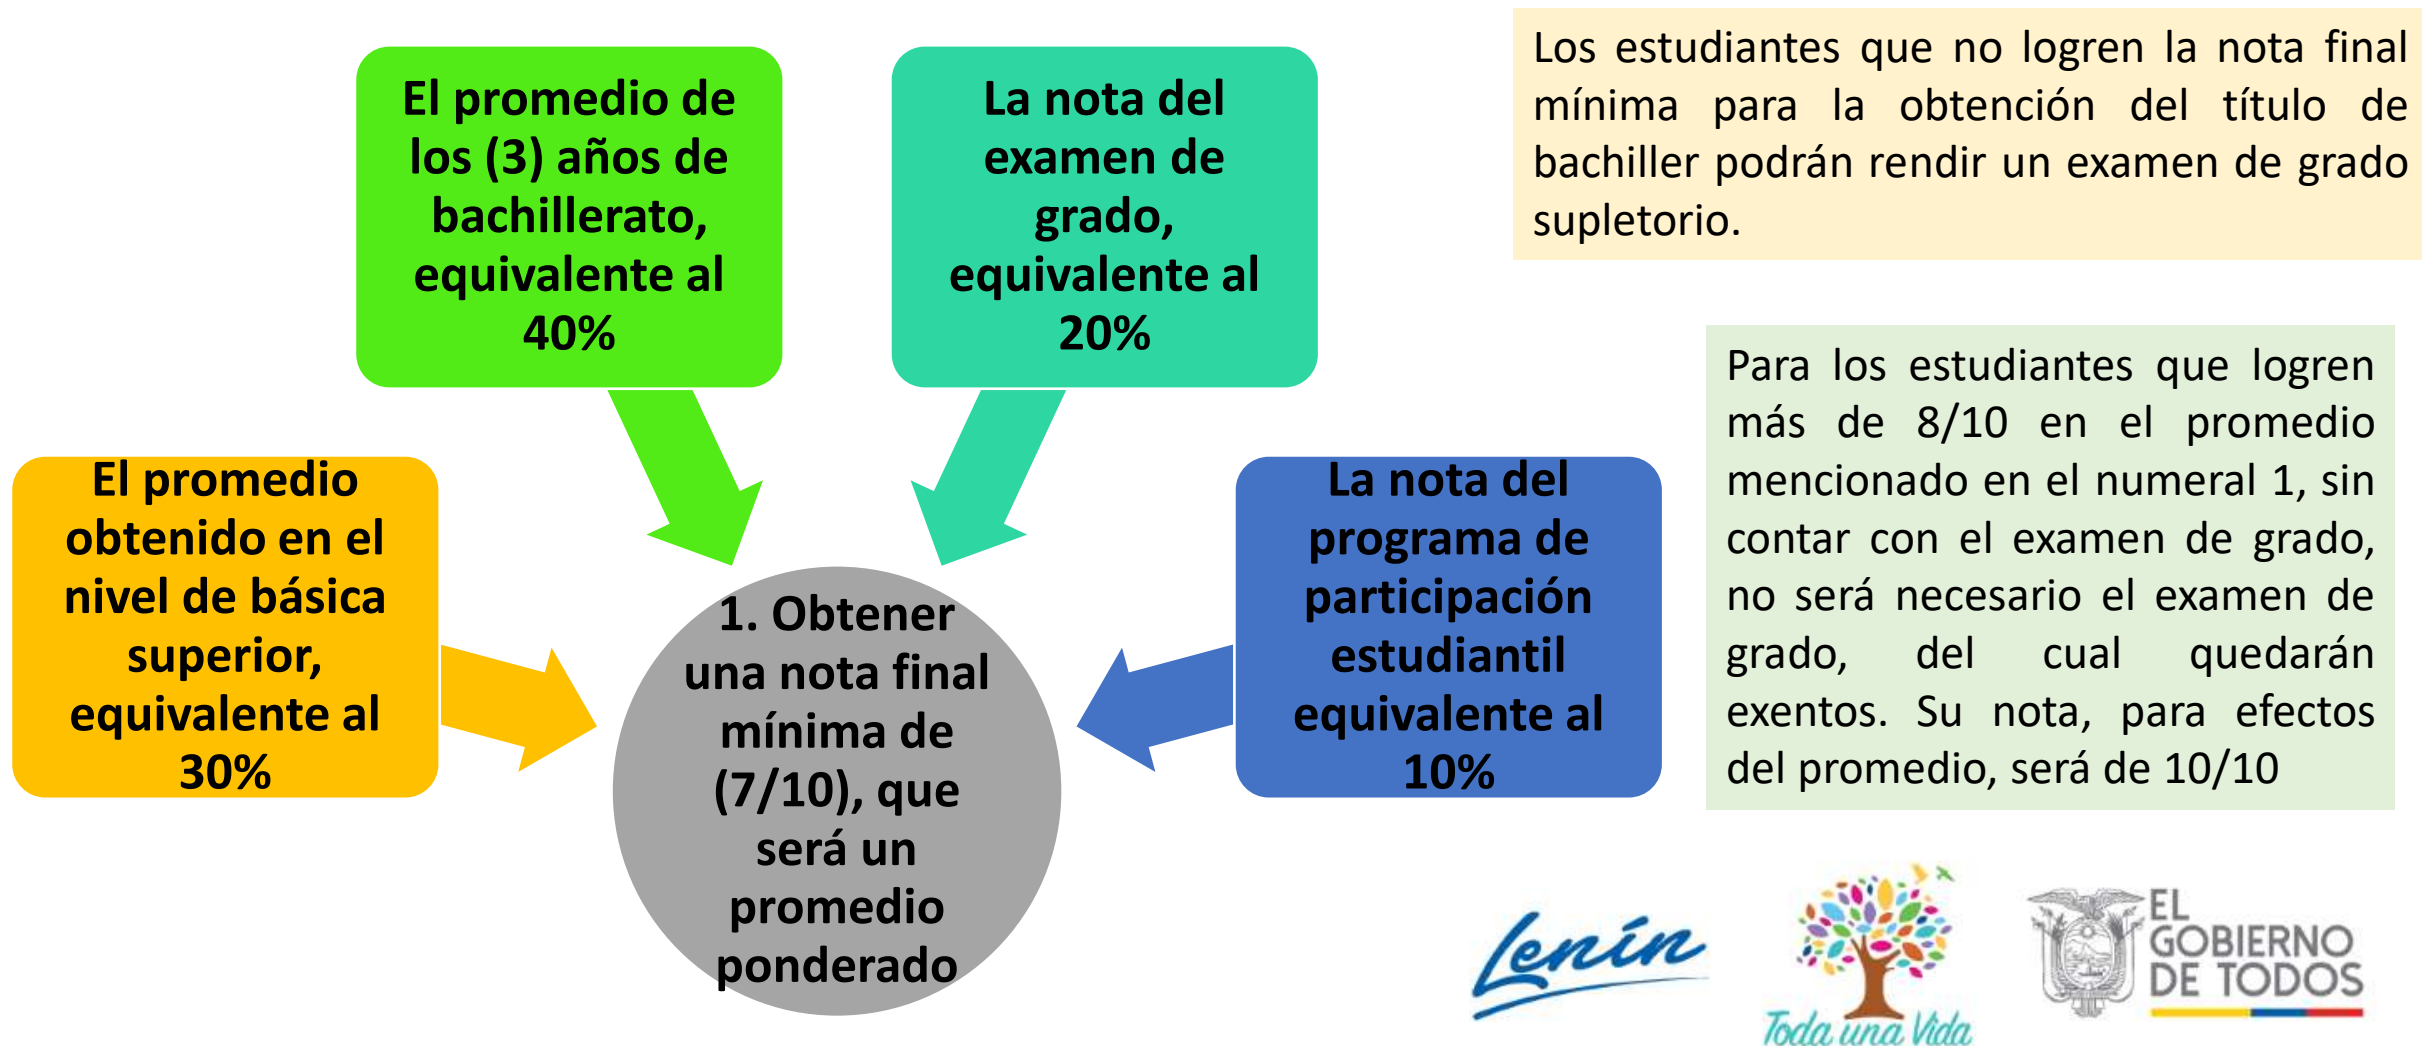 El promedio de
los (3) años de
bachillerato,
equivalente al
40%
La nota del
examen de
grado,
equivalente al
20%
Los estudiantes que no logren la nota final
mínima para la obtención del título de
bachiller podrán rendir un examen de grado
supletorio.
El promedio
obtenido en el
nivel de básica
superior,
equivalente al
30%
1. Obtener
una nota final
mínima de
(7/10), que
será un
promedio
ponderado
La nota del
programa de
participación
estudiantil
equivalente al
10%
Para los estudiantes que logren
más de 8/10 en el promedio
mencionado en el numeral 1, sin
contar con el examen de grado,
no será necesario el examen de
grado, del cual quedarán
exentos. Su nota, para efectos
del promedio, será de 10/10
Lenín
Toda una Vida
EL
GOBIERNO
DE TODOS